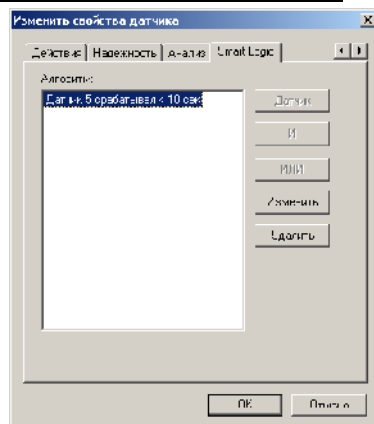 Изменить свойства датчика
Действия Надежность Анализ Smart Logic
Алгоритм:
Датчик 5 срабатывал < 10 сек
Датчик
И
ИЛИ
Изменить
Удалить
OK Отмена